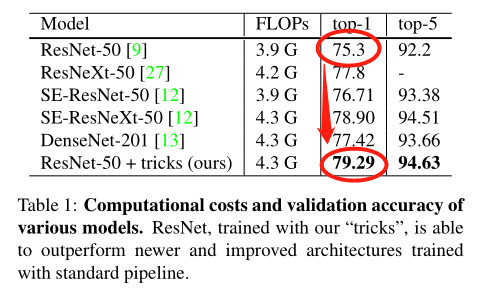 Model FLOPs top-1 top-5
ResNet-50 [9] 3.9 G 75.3 92.2
ResNeXt-50 [27] 4.2 G 77.8 -
SE-ResNet-50 [12] 3.9 G 76.71 93.38
SE-ResNeXt-50 [12] 4.3 G 78.90 94.51
DenseNet-201 [13] 4.3 G 77.42 93.66
ResNet-50 + tricks (ours) 4.3 G 79.29 94.63
Table 1: Computational costs and validation accuracy of
various models. ResNet, trained with our “tricks”, is able
to outperform newer and improved architectures trained
with standard pipeline.